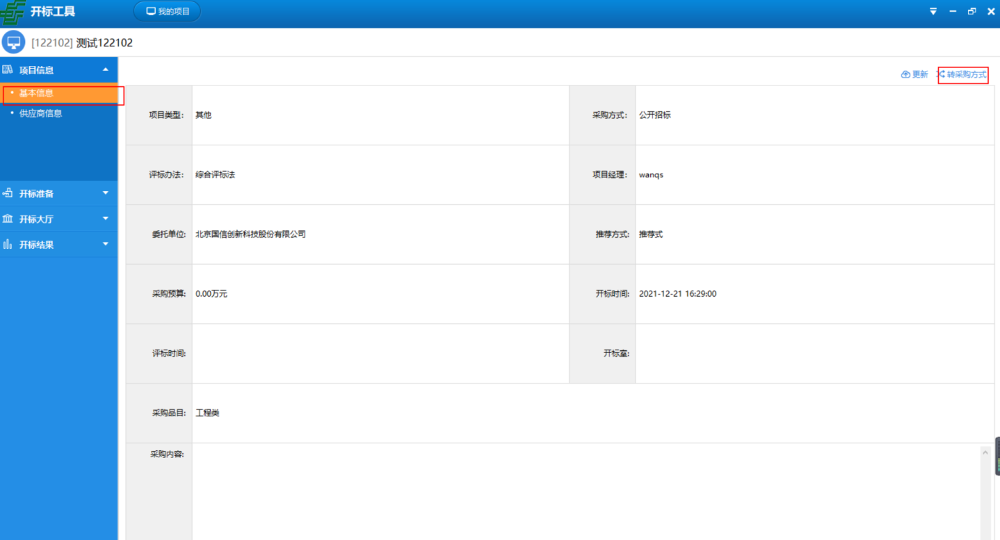 开标工具 我的项目
[122102] 测试122102
项目信息
基本信息
供应商信息
开标准备
开标大厅
开标结果
更新 转采购方式
项目类型: 其他 采购方式: 公开招标
评标办法: 综合评标法 项目经理: wanqs
委托单位: 北京国信创新科技股份有限公司 推荐方式: 推荐式
采购预算: 0.00万元 开标时间: 2021-12-21 16:29:00
评标时间: 开标室:
采购品目: 工程类
采购内容: